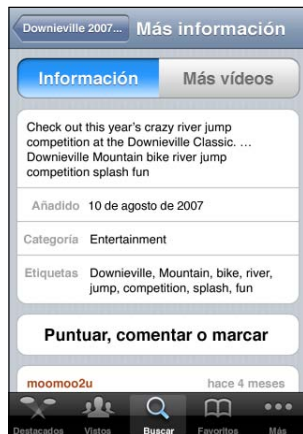 Downieville 2007...
Más información
Información
Más vídeos
Check out this year's crazy river jump
competition at the Downieville Classic. ...
Downieville Mountain bike river jump
competition splash fun
Añadido 10 de agosto de 2007
Categoría Entertainment
Etiquetas Downieville, Mountain, bike, river,
jump, competition, splash, fun
Puntuar, comentar o marcar
moomoo2u hace 4 meses
Destacados Vistos Buscar Favoritos Más